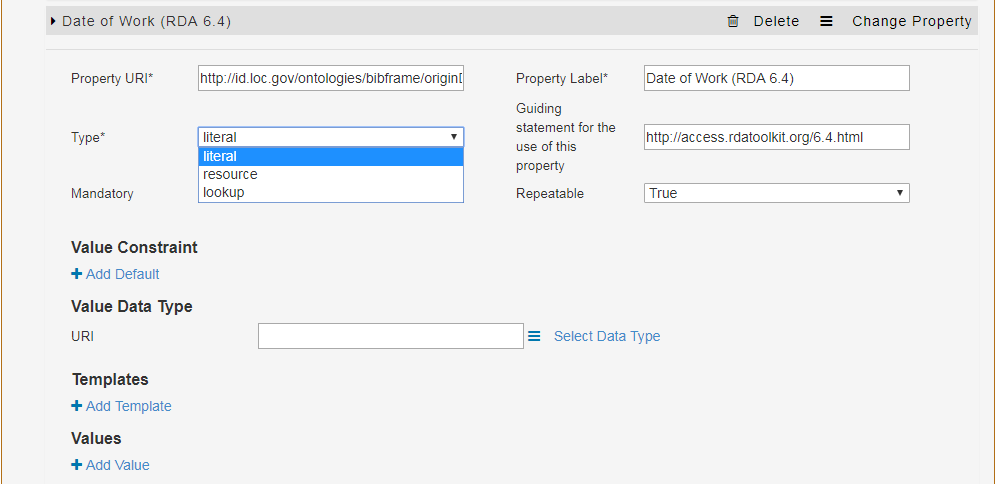 Date of Work (RDA 6.4) Delete Change Property
Property URI* http://id.loc.gov/ontologies/bibframe/origin Property Label* Date of Work (RDA 6.4)
Guiding
statement for the
use of this
property
http://access.rdatoolkit.org/6.4.html
Type* literal
literal
resource
lookup
Mandatory
Repeatable True
Value Constraint
Add Default
Value Data Type
URI Select Data Type
Templates
Add Template
Values
Add Value